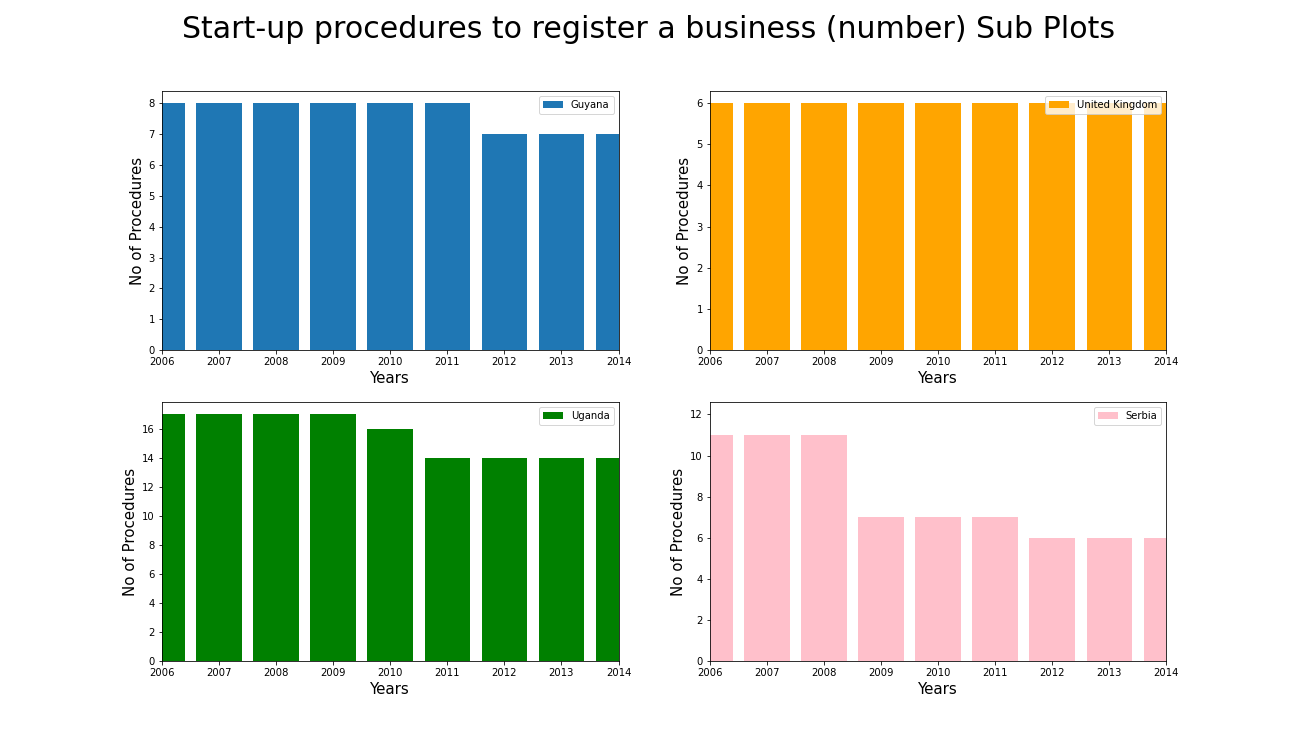 Start-up procedures to register a business (number) Sub Plots
Guyana
No of Procedures
8
7
6
5
4
3
2
1
0
2006 2007 2008 2009 2010 2011 2012 2013 2014
Years
United Kingdom
No of Procedures
6
5
4
3
2
1
0
2006 2007 2008 2009 2010 2011 2012 2013 2014
Years
Uganda
No of Procedures
16
14
12
10
8
6
4
2
0
2006 2007 2008 2009 2010 2011 2012 2013 2014
Years
Serbia
No of Procedures
12
10
8
6
4
2
0
2006 2007 2008 2009 2010 2011 2012 2013 2014
Years